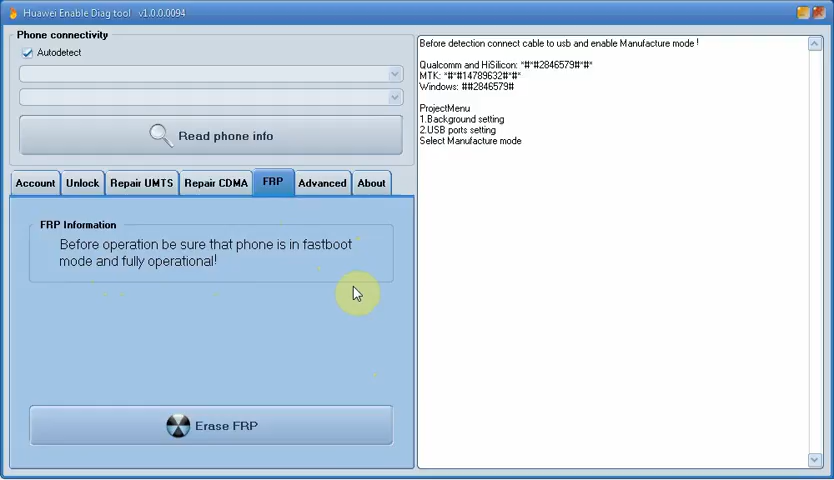 Huawei Enable Diag tool v1.0.0.0094
Phone connectivity
Autodetect
Read phone info
Account
Unlock
Repair UMTS
Repair CDMA
FRP
Advanced
About
FRP Information
Before operation be sure that phone is in fastboot
mode and fully operational!
Erase FRP
Before detection connect cable to usb and enable Manufacture mode !
Qualcomm and HiSilicon: *#*#2846579#*#*
MTK: *#*#14789632#*#*
Windows: ##2846579#
ProjectMenu
1.Background setting
2.USB ports setting
Select Manufacture mode